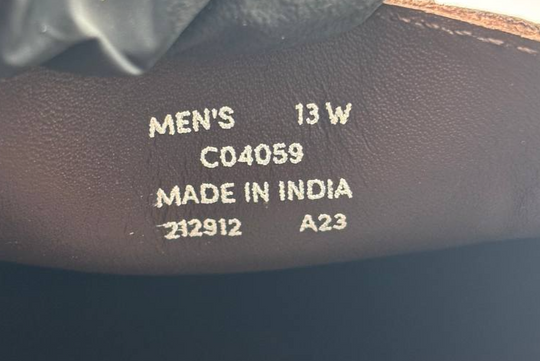 MEN'S 13 W
C04059
MADE IN INDIA
212912 A23